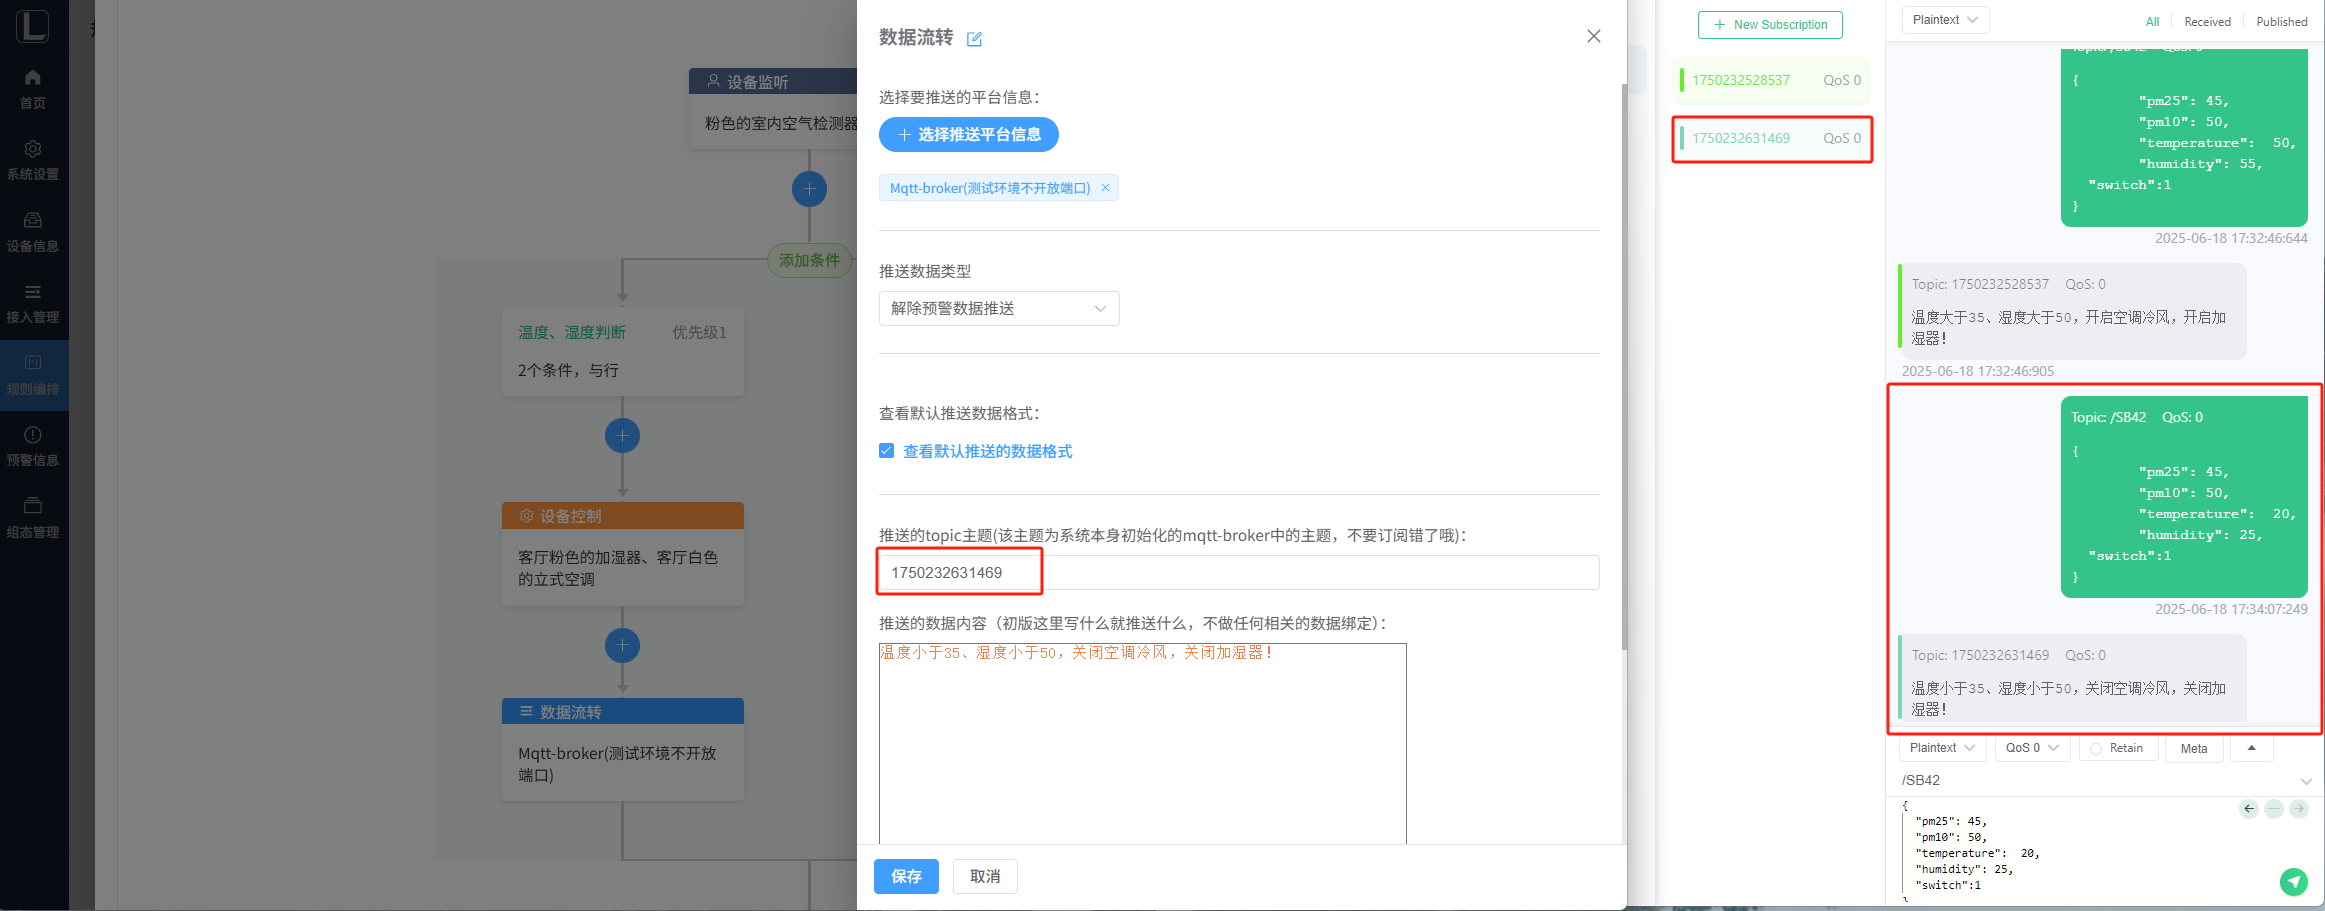 首页
系统设置
设备信息
接入管理
规则编排
预警信息
组态管理
设备监听
粉色的室内空气检测器
添加条件
温度、湿度判断 优先级1
2个条件，与行
设备控制
客厅粉色的加湿器、客厅白色
的立式空调
数据流转
Mqtt-broker(测试环境不开放
端口)
数据流转
选择要推送的平台信息：
选择推送平台信息
Mqtt-broker(测试环境不开放端口) ×
推送数据类型
解除预警数据推送
查看默认推送数据格式：
查看默认推送的数据格式
推送的topic主题(该主题为系统本身初始化的mqtt-broker中的主题，不要订阅错了哦)：
1750232631469
推送的数据内容（初版这里写什么就推送什么，不做任何相关的数据绑定）：
温度小于35、湿度小于50，关闭空调冷风，关闭加湿器！
保存 取消
+ New Subscription
1750232528537 QoS 0
1750232631469 QoS 0
Plaintext All Received Published
Topic: /SB42 QoS: 0
{
"pm25": 45,
"pm10": 50,
"temperature": 50,
"humidity": 55,
"switch":1
}
2025-06-18 17:32:46:644
Topic: 1750232528537 QoS: 0
温度大于35、湿度大于50，开启空调冷风，开启加
湿器！
2025-06-18 17:32:46:905
Topic: /SB42 QoS: 0
{
"pm25": 45,
"pm10": 50,
"temperature": 20,
"humidity": 25,
"switch":1
}
2025-06-18 17:34:07:249
Topic: 1750232631469 QoS: 0
温度小于35、湿度小于50，关闭空调冷风，关闭加
湿器！
Plaintext QoS 0 Retain Meta
/SB42
{
"pm25": 45,
"pm10": 50,
"temperature": 20,
"humidity": 25,
"switch":1
}